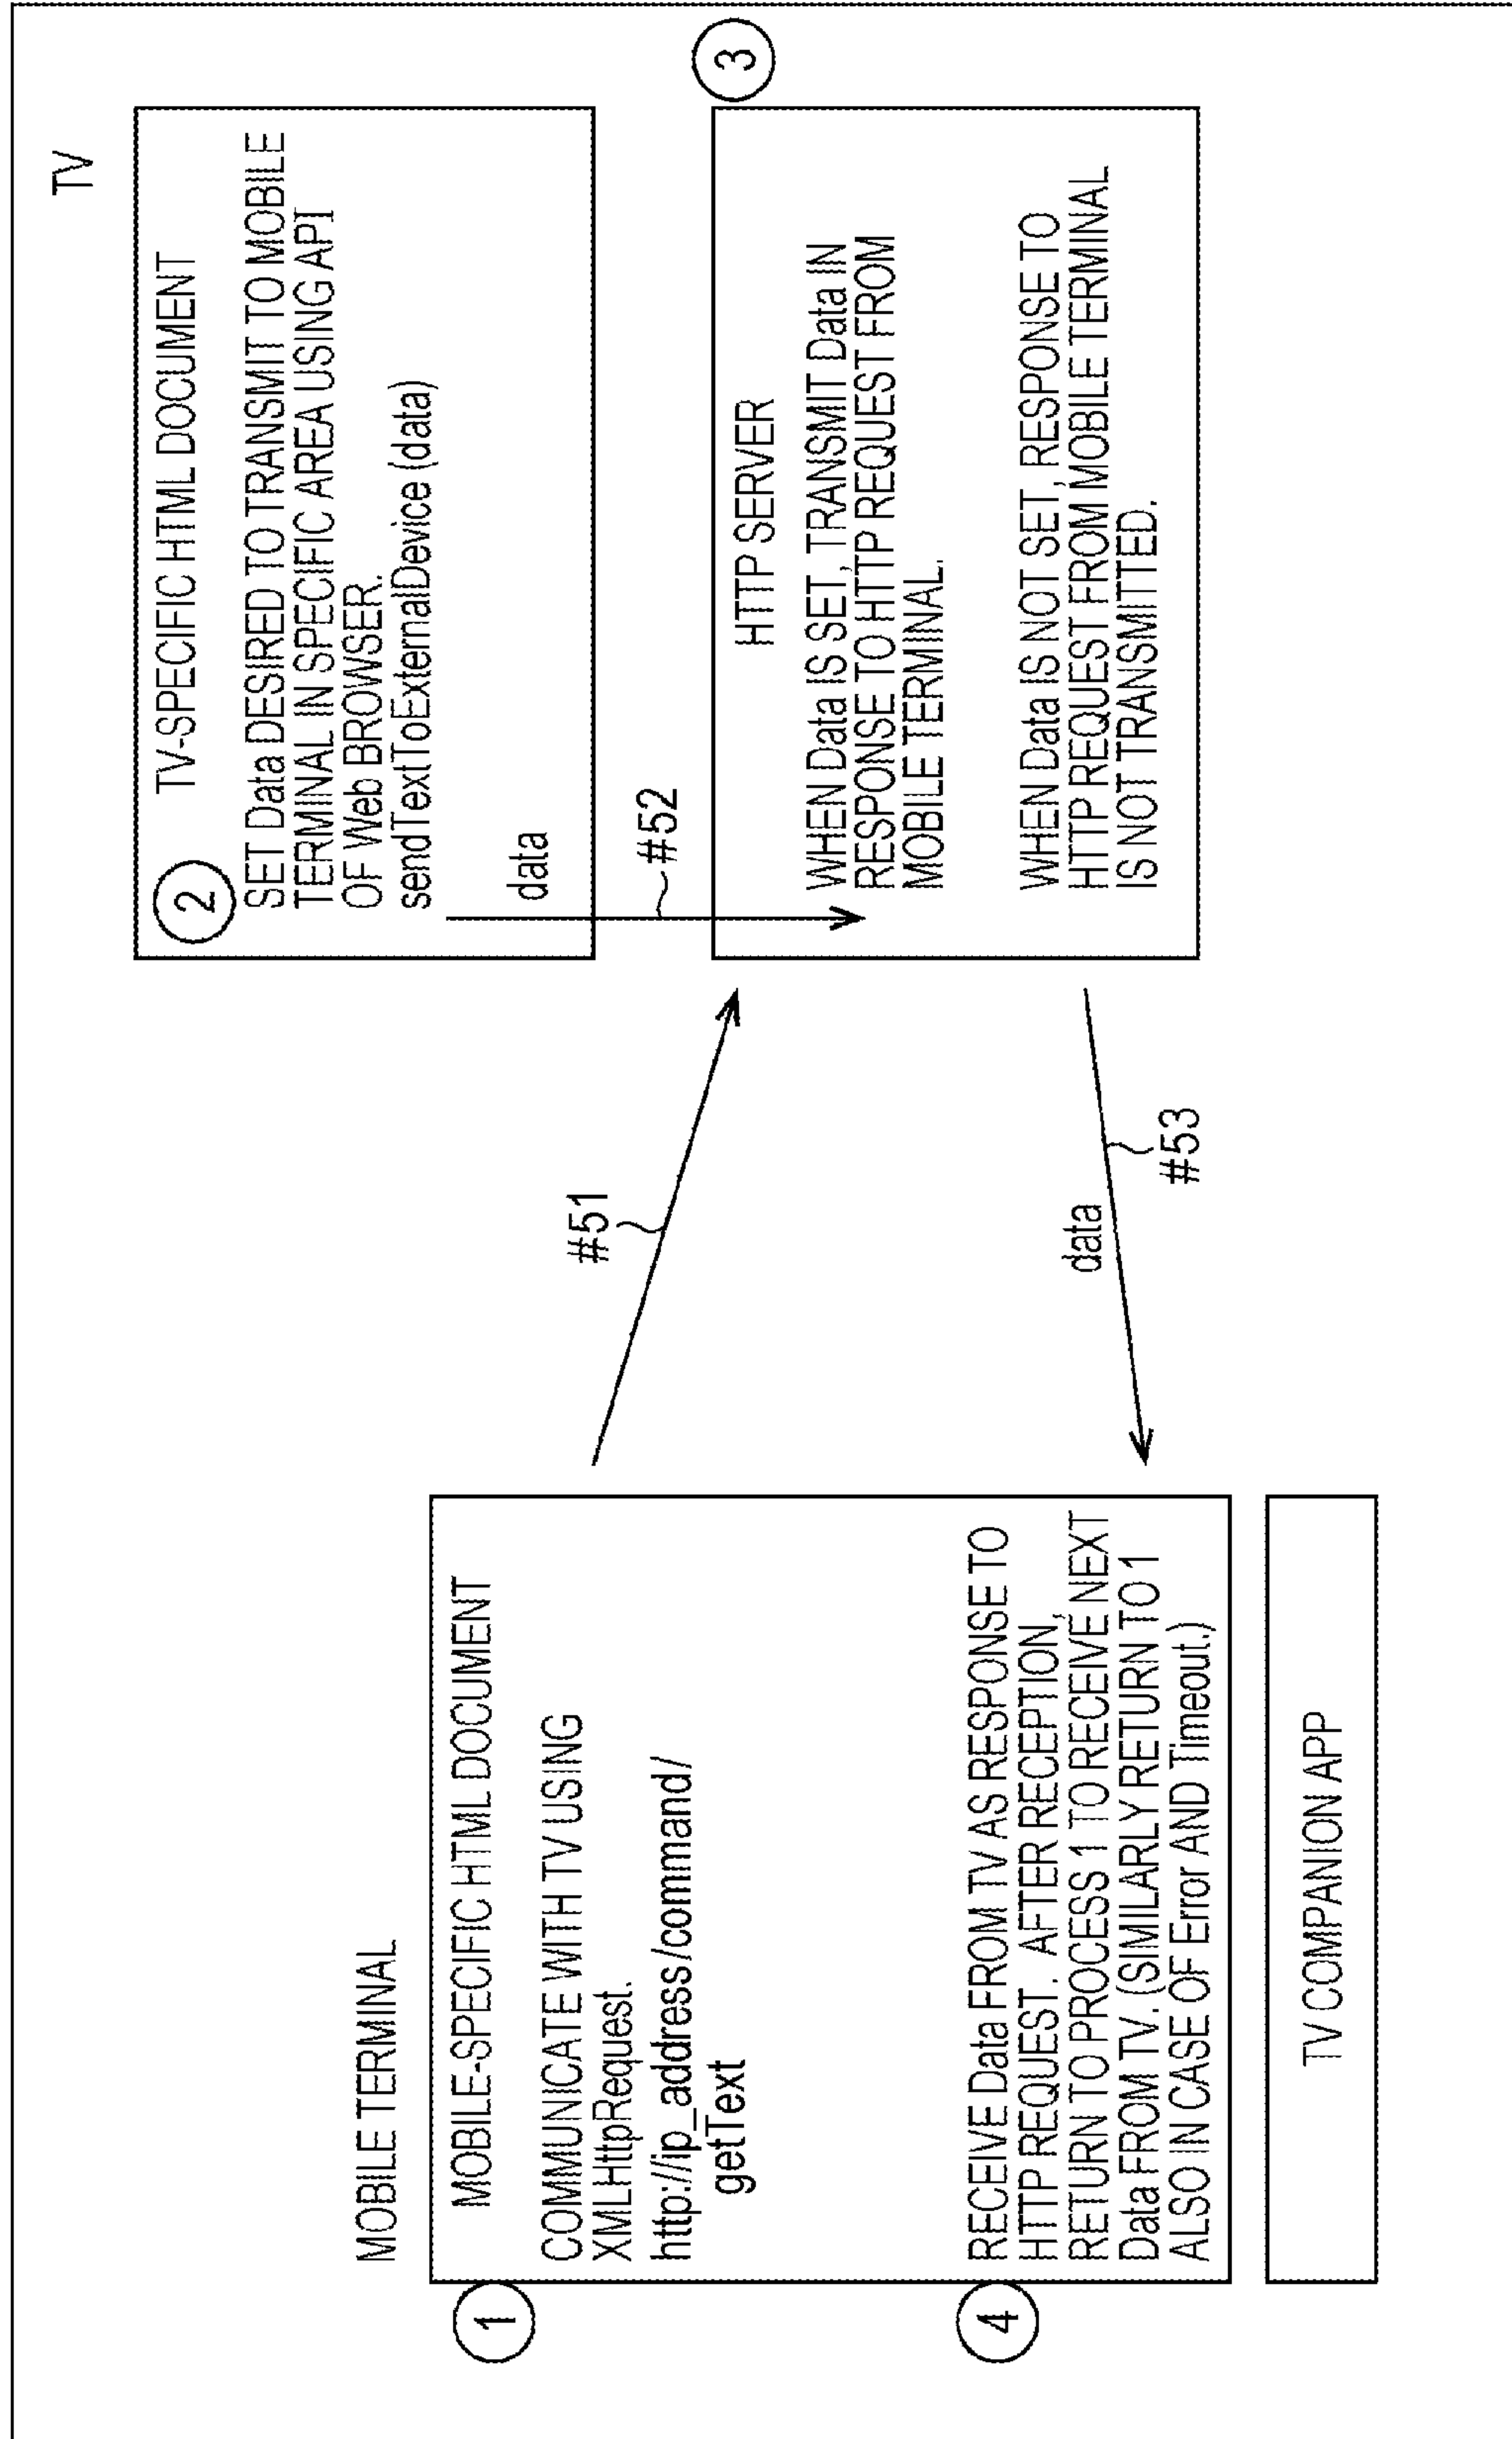 MOBILE TERMINAL
1
MOBILE-SPECIFIC HTML DOCUMENT
COMMUNICATE WITH TV USING
XMLHttpRequest.
http://ip_address/command/
getText
4
RECEIVE Data FROM TV AS RESPONSE TO
HTTP REQUEST. AFTER RECEPTION,
RETURN TO PROCESS 1 TO RECEIVE NEXT
Data FROM TV. (SIMILARLY RETURN TO 1
ALSO IN CASE OF Error AND Timeout.)
TV COMPANION APP
#51
data
#53
TV
2
TV-SPECIFIC HTML DOCUMENT
SET Data DESIRED TO TRANSMIT TO MOBILE
TERMINAL IN SPECIFIC AREA USING API
OF Web BROWSER.
sendTextToExternalDevice (data)
data
#52
3
HTTP SERVER
WHEN Data IS SET, TRANSMIT Data IN
RESPONSE TO HTTP REQUEST FROM
MOBILE TERMINAL.
WHEN Data IS NOT SET, RESPONSE TO
HTTP REQUEST FROM MOBILE TERMINAL
IS NOT TRANSMITTED.